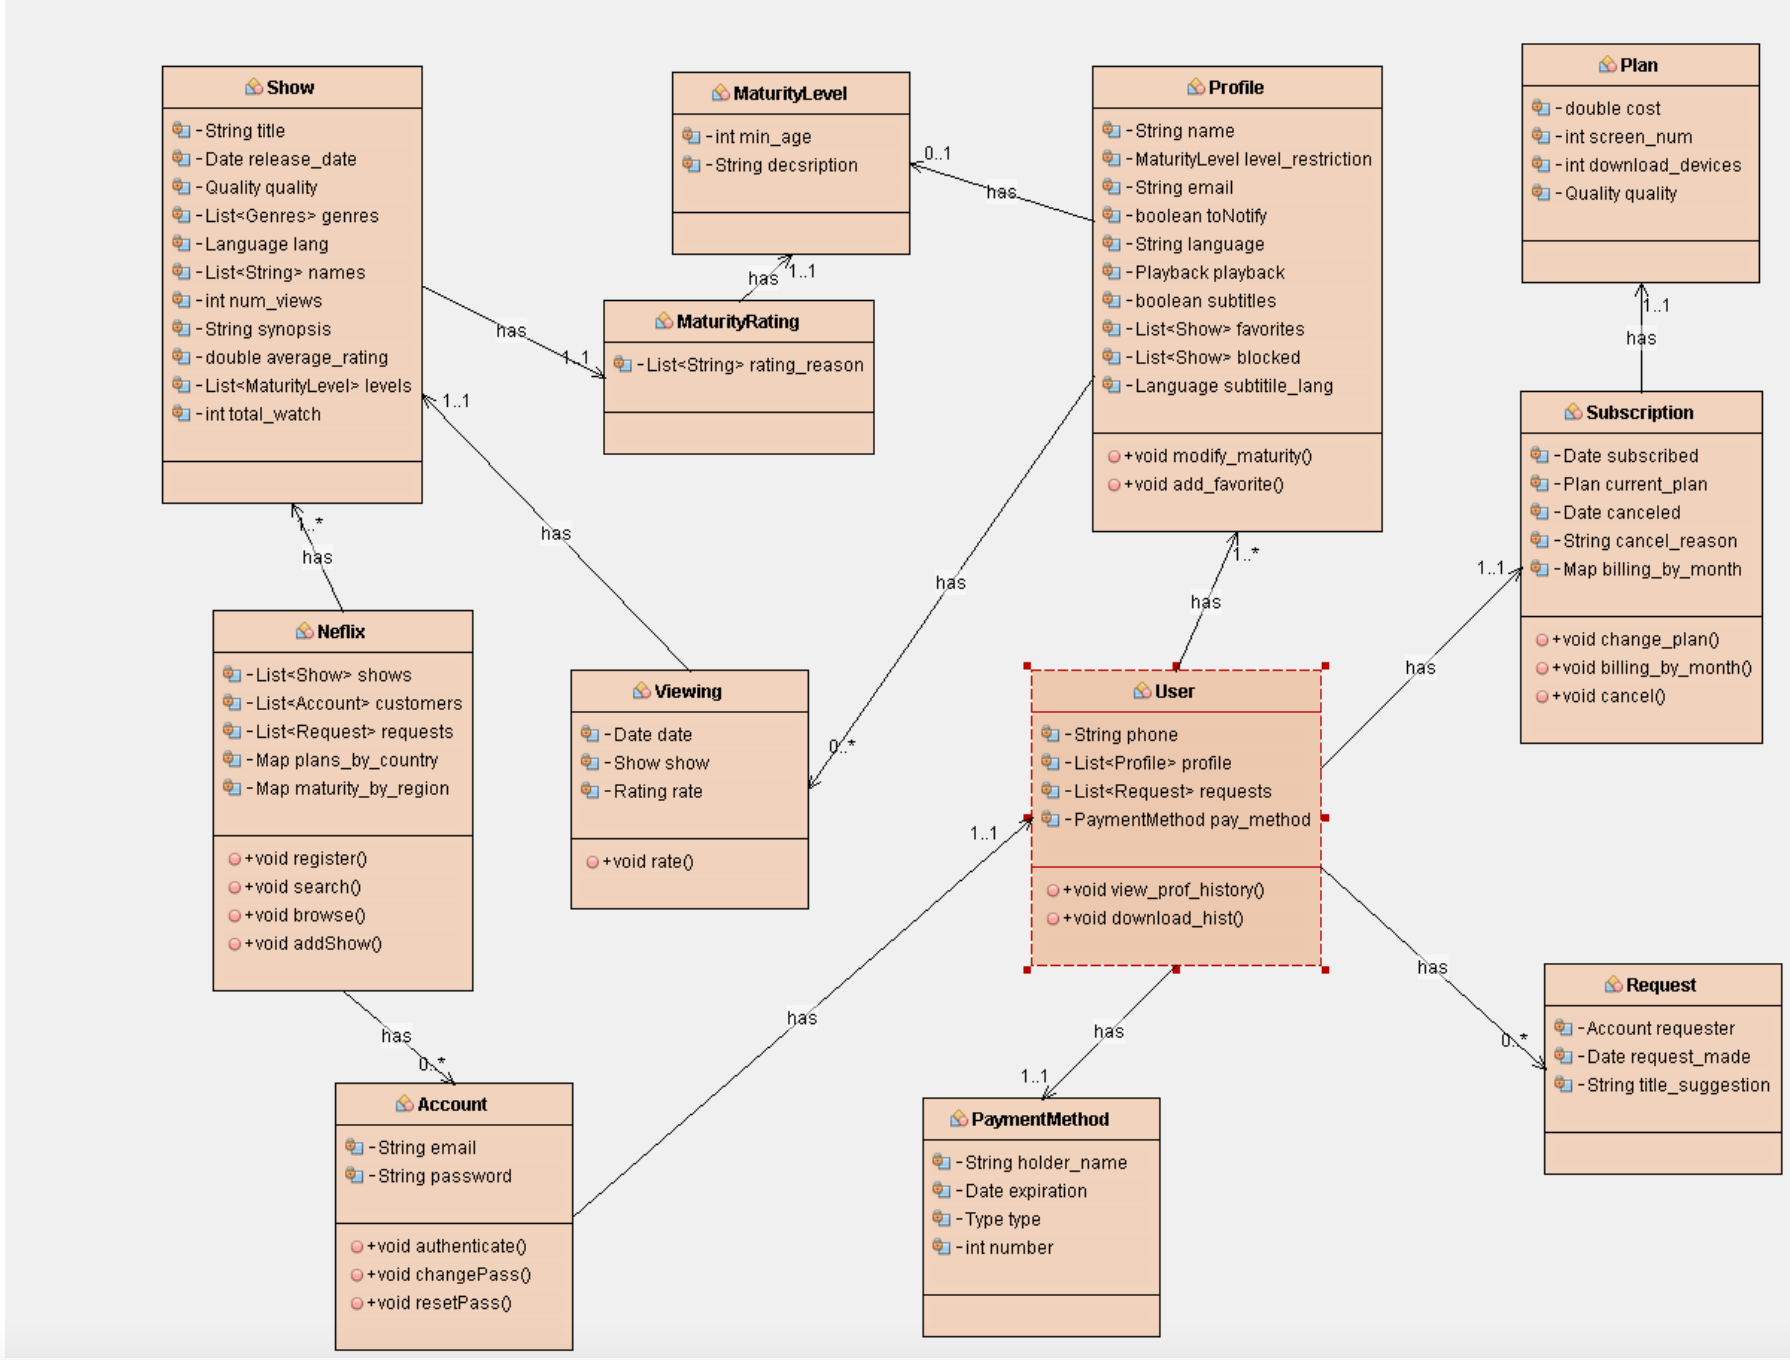 Show
- String title
- Date release_date
- Quality quality
- List<Genres> genres
- Language lang
- List<String> names
- int num_views
- String synopsis
- double average_rating
- List<MaturityLevel> levels
- int total_watch
MaturityLevel
- int min_age
- String decsription
Profile
- String name
- MaturityLevel level_restriction
- String email
- boolean toNotify
- String language
- Playback playback
- boolean subtitles
- List<Show> favorites
- List<Show> blocked
- Language subtitile_lang
+void modify_maturity()
+void add_favorite()
Plan
- double cost
- int screen_num
- int download_devices
- Quality quality
0..1
has
has
1..1
MaturityRating
- List<String> rating_reason
has
1..1
1..1
has
1..1
has
Subscription
- Date subscribed
- Plan current_plan
- Date canceled
- String cancel_reason
- Map billing_by_month
+void change_plan()
+void billing_by_month()
+void cancel()
1..*
has
has
1..*
has
1..1
has
Neflix
- List<Show> shows
- List<Account> customers
- List<Request> requests
- Map plans_by_country
- Map maturity_by_region
+void register()
+void search()
+void browse()
+void addShow()
Viewing
- Date date
- Show show
- Rating rate
+void rate()
0..*
User
- String phone
- List<Profile> profile
- List<Request> requests
- PaymentMethod pay_method
+void view_prof_history()
+void download_hist()
1..1
has
has
0..*
has
1..1
has
0..*
Account
- String email
- String password
+void authenticate()
+void changePass()
+void resetPass()
PaymentMethod
- String holder_name
- Date expiration
- Type type
- int number
Request
- Account requester
- Date request_made
- String title_suggestion